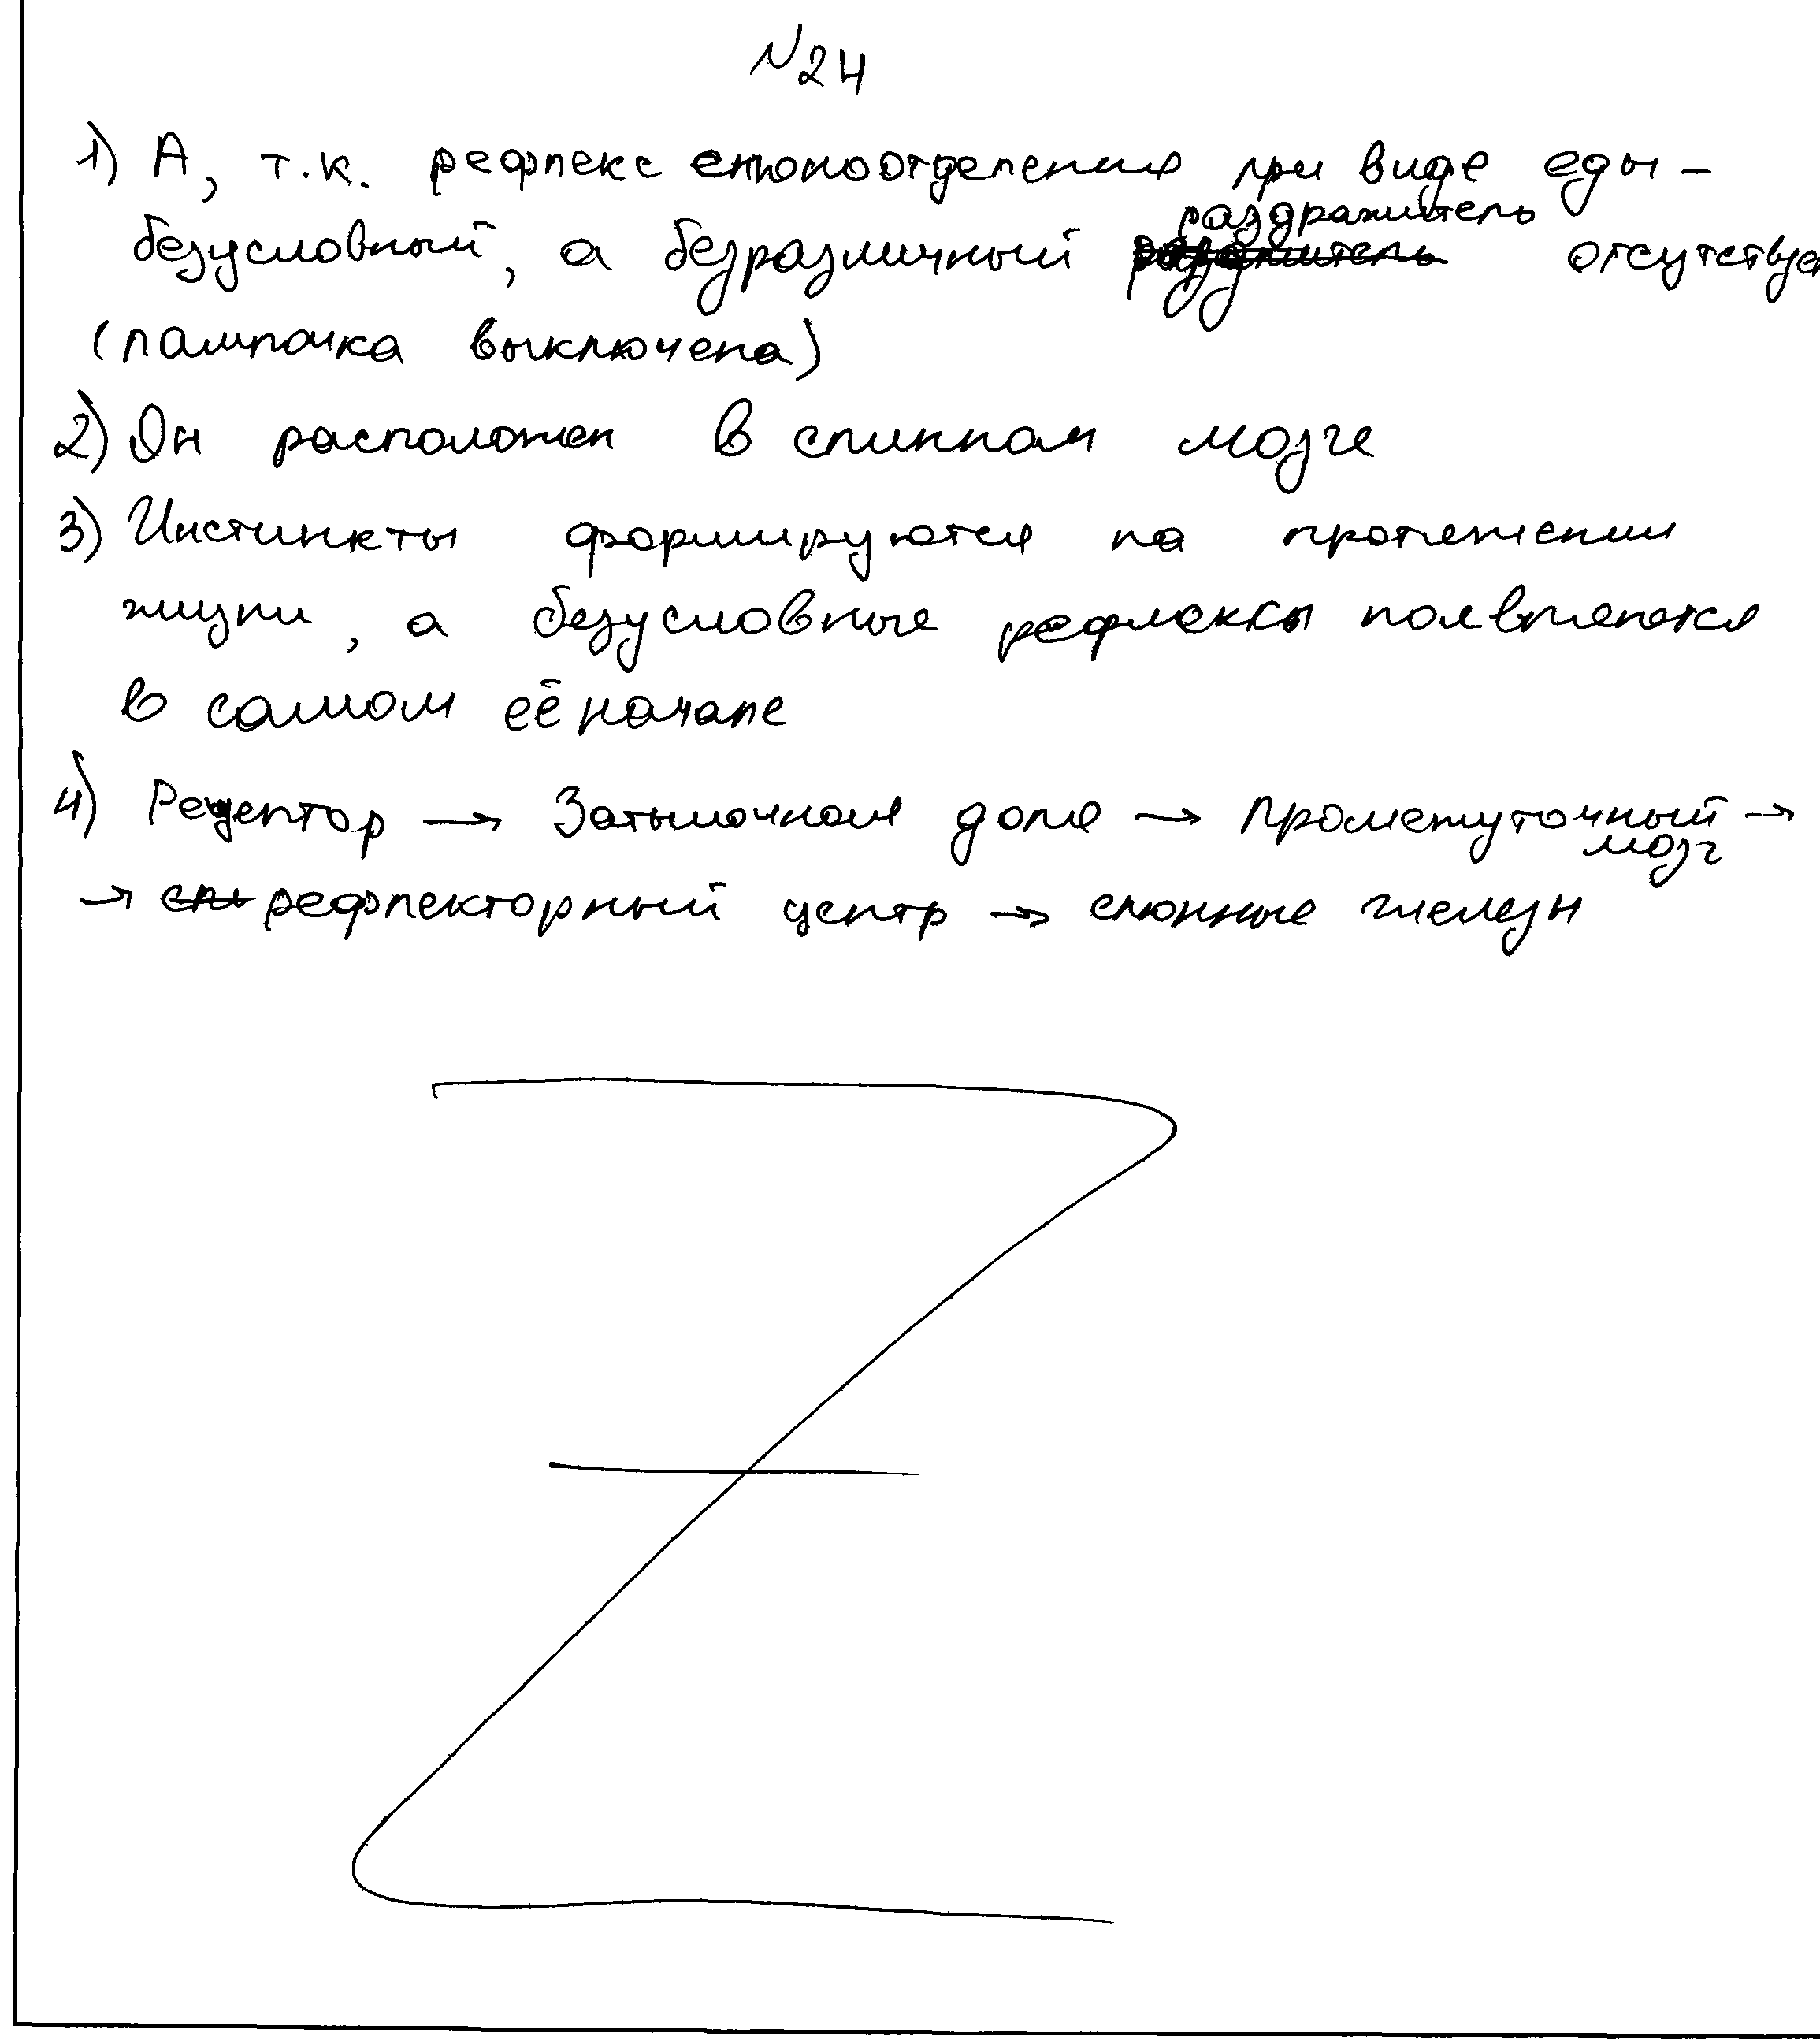 №24
1) А, т.к. рефлекс слюноотделения при виде еды -
безусловный, а безразличный раздражитель отсутствует
(лампочка выключена)
2) Он расположен в спинном мозге
3) Инстинкты формируются на протяжении
жизни, а безусловные рефлексы появляются
в самом её начале
4) Рецептор → Затылочная доля → Промежуточный мозг →
→ рефлекторный центр → слюнные железы